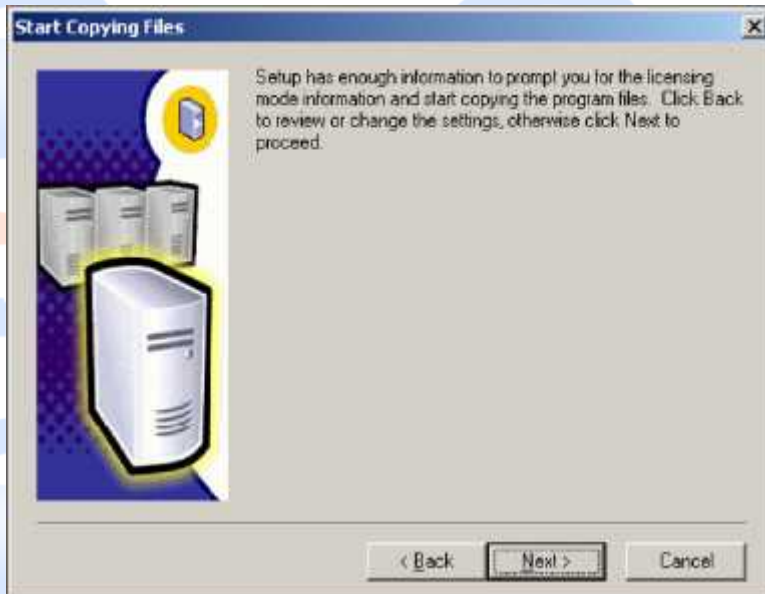 Start Copying Files
Setup has enough information to prompt you for the licensing
mode information and start copying the program files. Click Back
to review or change the settings, otherwise click Next to
proceed.
< Back
Next >
Cancel